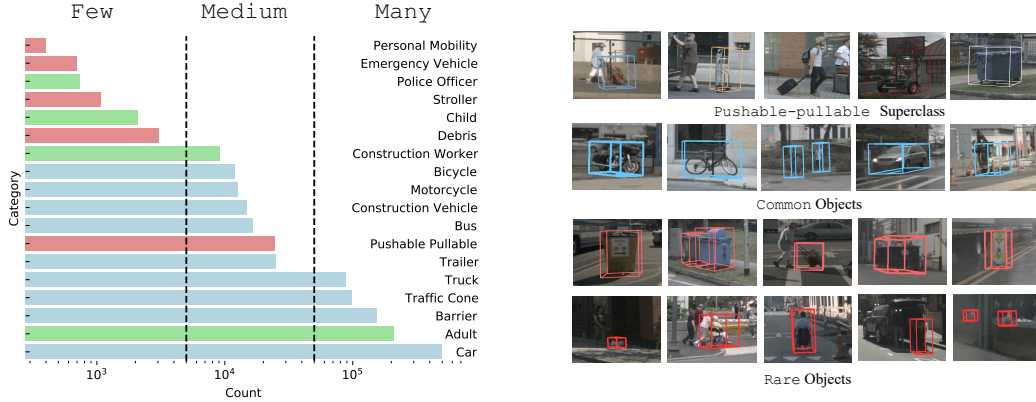 Few Medium Many
Personal Mobility
Emergency Vehicle
Police Officer
Stroller
Child
Debris
Construction Worker
Bicycle
Motorcycle
Construction Vehicle
Bus
Pushable Pullable
Trailer
Truck
Traffic Cone
Barrier
Adult
Car
Category
10³ 10⁴ 10⁵
Count
Pushable-pullable Superclass
Common Objects
Rare Objects